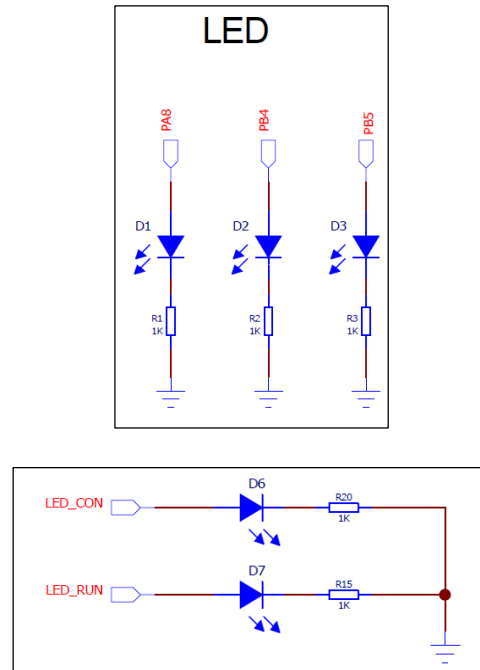 LED
PA8
PB4
PB5
D1
D2
D3
R1
1K
R2
1K
R3
1K
LED_CON
D6
R20
1K
LED_RUN
D7
R15
1K